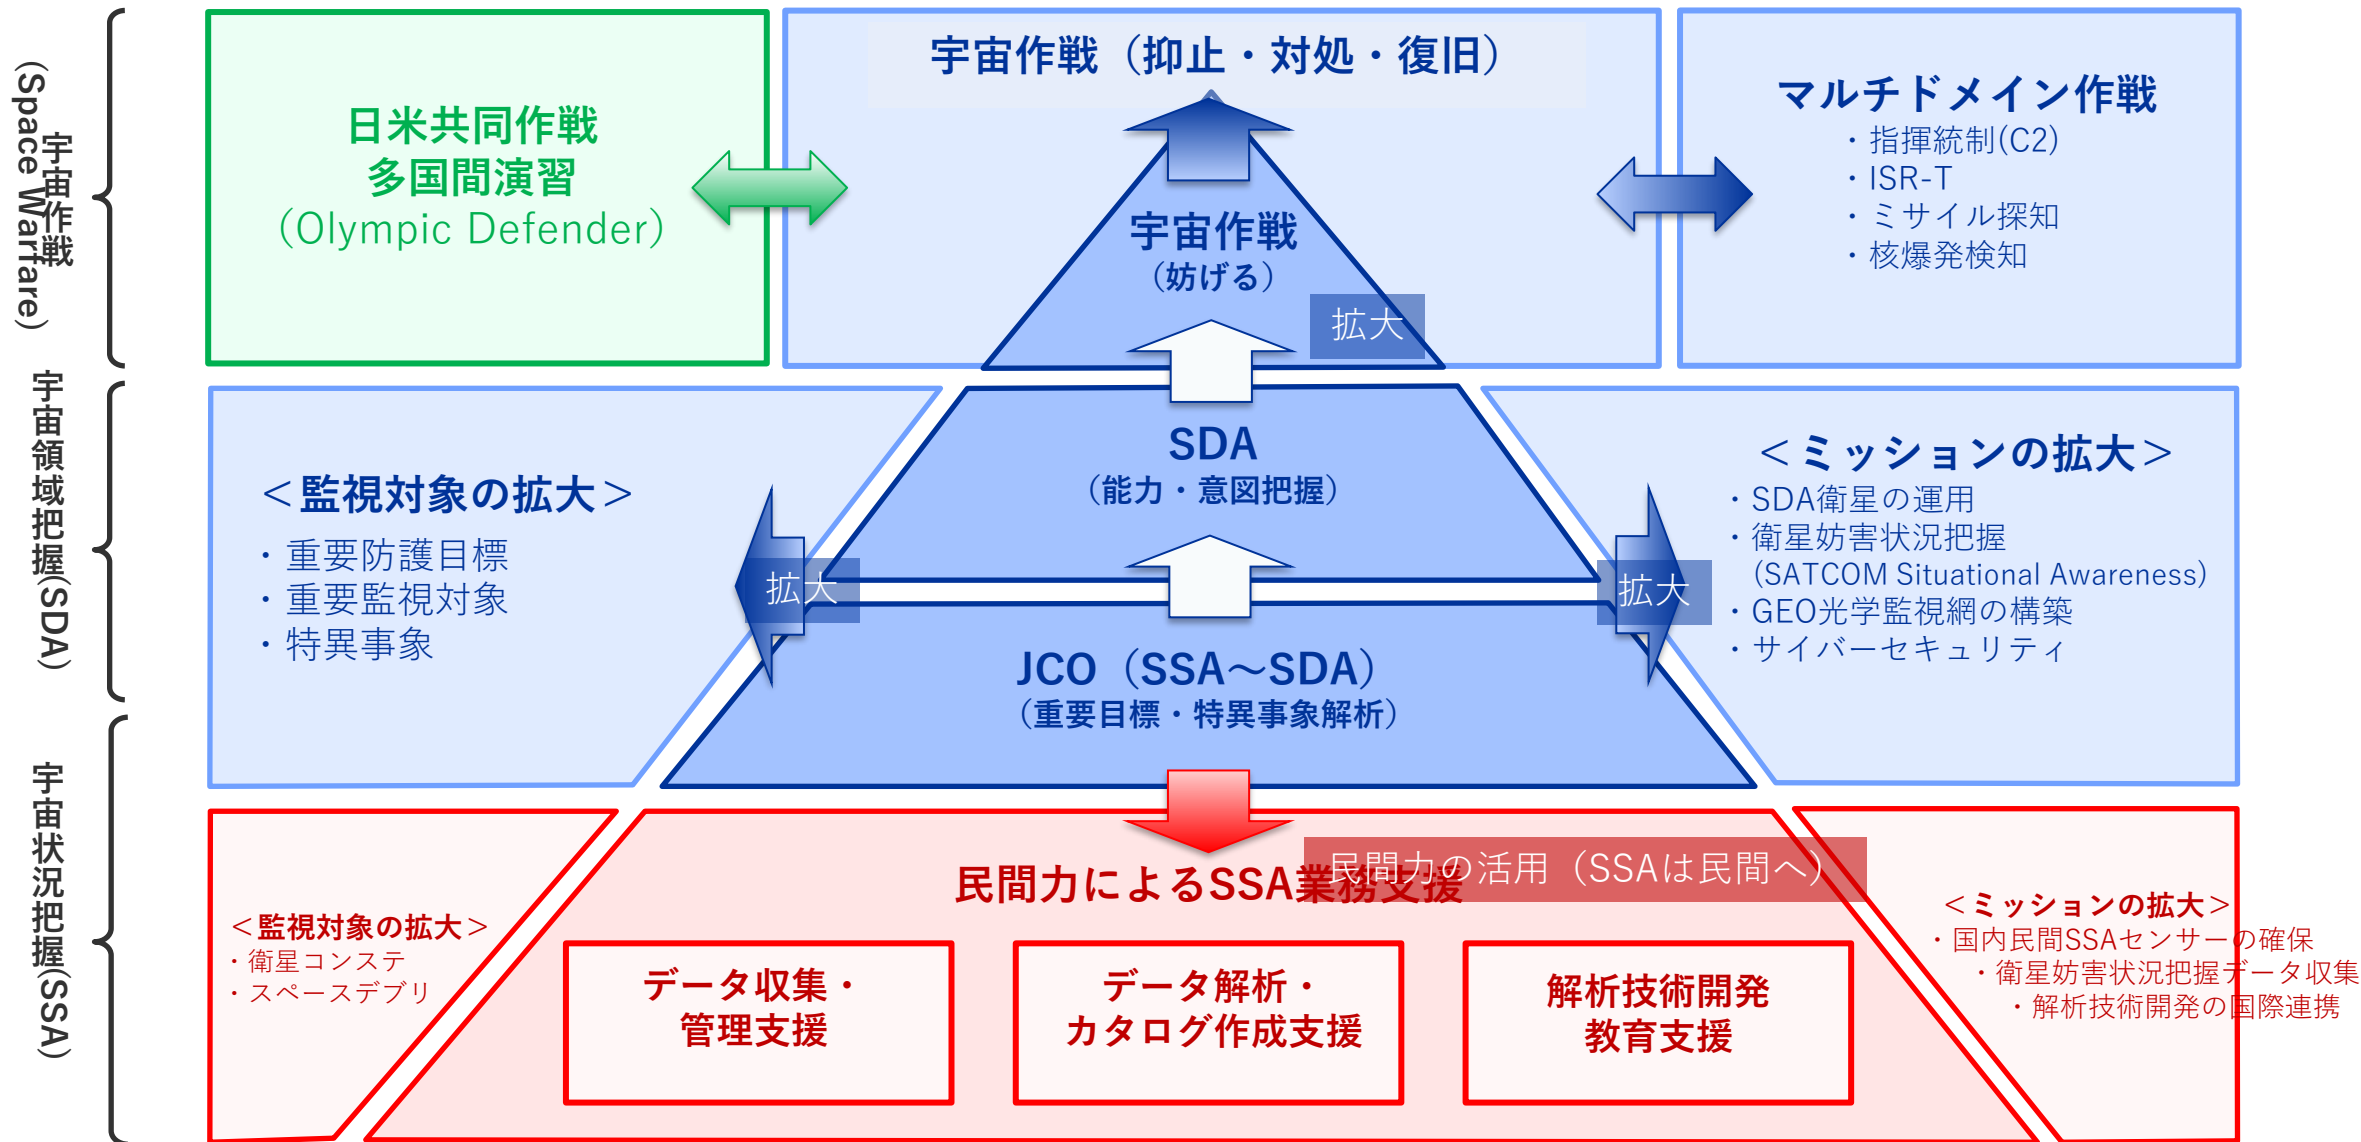 宇宙作戦
(Space Warfare)
日米共同作戦
多国間演習
(Olympic Defender)
宇宙作戦（抑止・対処・復旧）
宇宙作戦
（妨げる）
拡大
マルチドメイン作戦
・指揮統制(C2)
・ISR-T
・ミサイル探知
・核爆発検知
宇宙領域把握(SDA)
＜監視対象の拡大＞
・重要防護目標
・重要監視対象
・特異事象
拡大
SDA
（能力・意図把握）
JCO（SSA～SDA）
（重要目標・特異事象解析）
拡大
＜ミッションの拡大＞
・SDA衛星の運用
・衛星妨害状況把握
(SATCOM Situational Awareness)
・GEO光学監視網の構築
・サイバーセキュリティ
宇宙状況把握(SSA)
＜監視対象の拡大＞
・衛星コンステ
・スペースデブリ
民間力によるSSA業務支援
民間力の活用（SSAは民間へ）
データ収集・
管理支援
データ解析・
カタログ作成支援
解析技術開発
教育支援
＜ミッションの拡大＞
・国内民間SSAセンサーの確保
・衛星妨害状況把握データ収集
・解析技術開発の国際連携